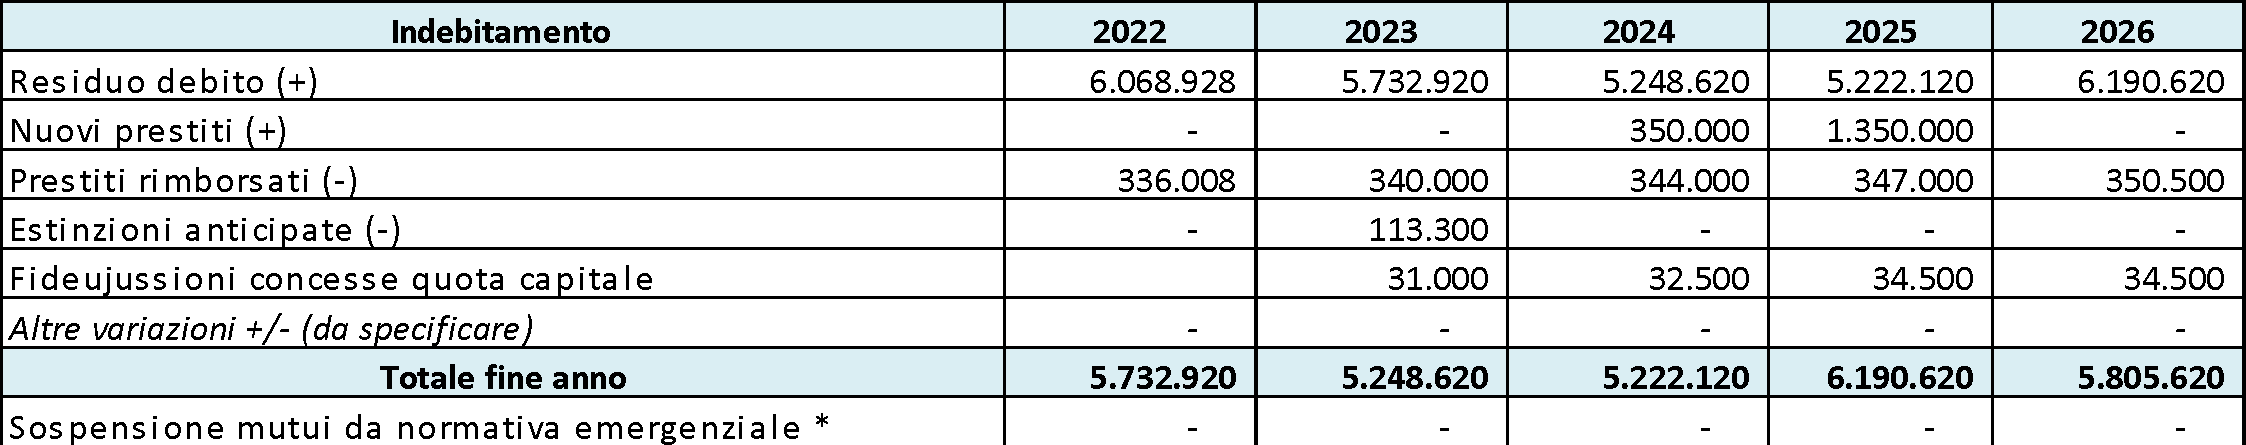 Indebitamento 2022 2023 2024 2025 2026
Residuo debito (+) 6.068.928 5.732.920 5.248.620 5.222.120 6.190.620
Nuovi prestiti (+) - - 350.000 1.350.000 -
Prestiti rimborsati (-) 336.008 340.000 344.000 347.000 350.500
Estinzioni anticipate (-) - 113.300 - - -
Fideujussioni concesse quota capitale 31.000 32.500 34.500 34.500
Altre variazioni +/- (da specificare) - - - - -
Totale fine anno 5.732.920 5.248.620 5.222.120 6.190.620 5.805.620
Sospensione mutui da normativa emergenziale * - - - - -